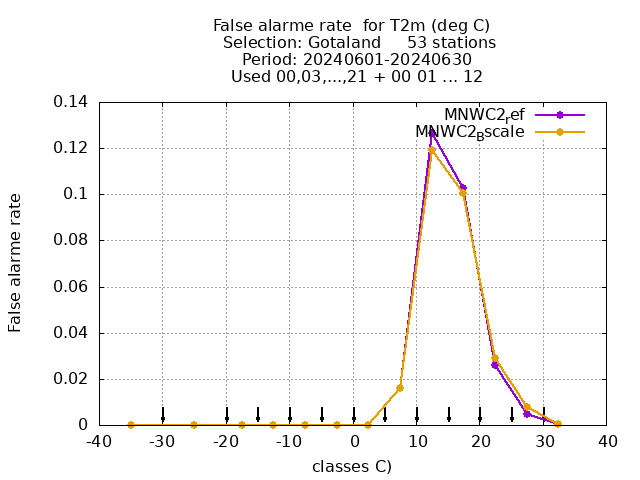 False alarme rate  for T2m (deg C)
Selection: Gotaland     53 stations
Period: 20240601-20240630
Used 00,03,...,21 + 00 01 ... 12
0.14
0.12
0.1
0.08
0.06
0.04
0.02
0
False alarme rate
MNWC2ref
MNWC2Bscale
-40 -30 -20 -10 0 10 20 30 40
classes C)